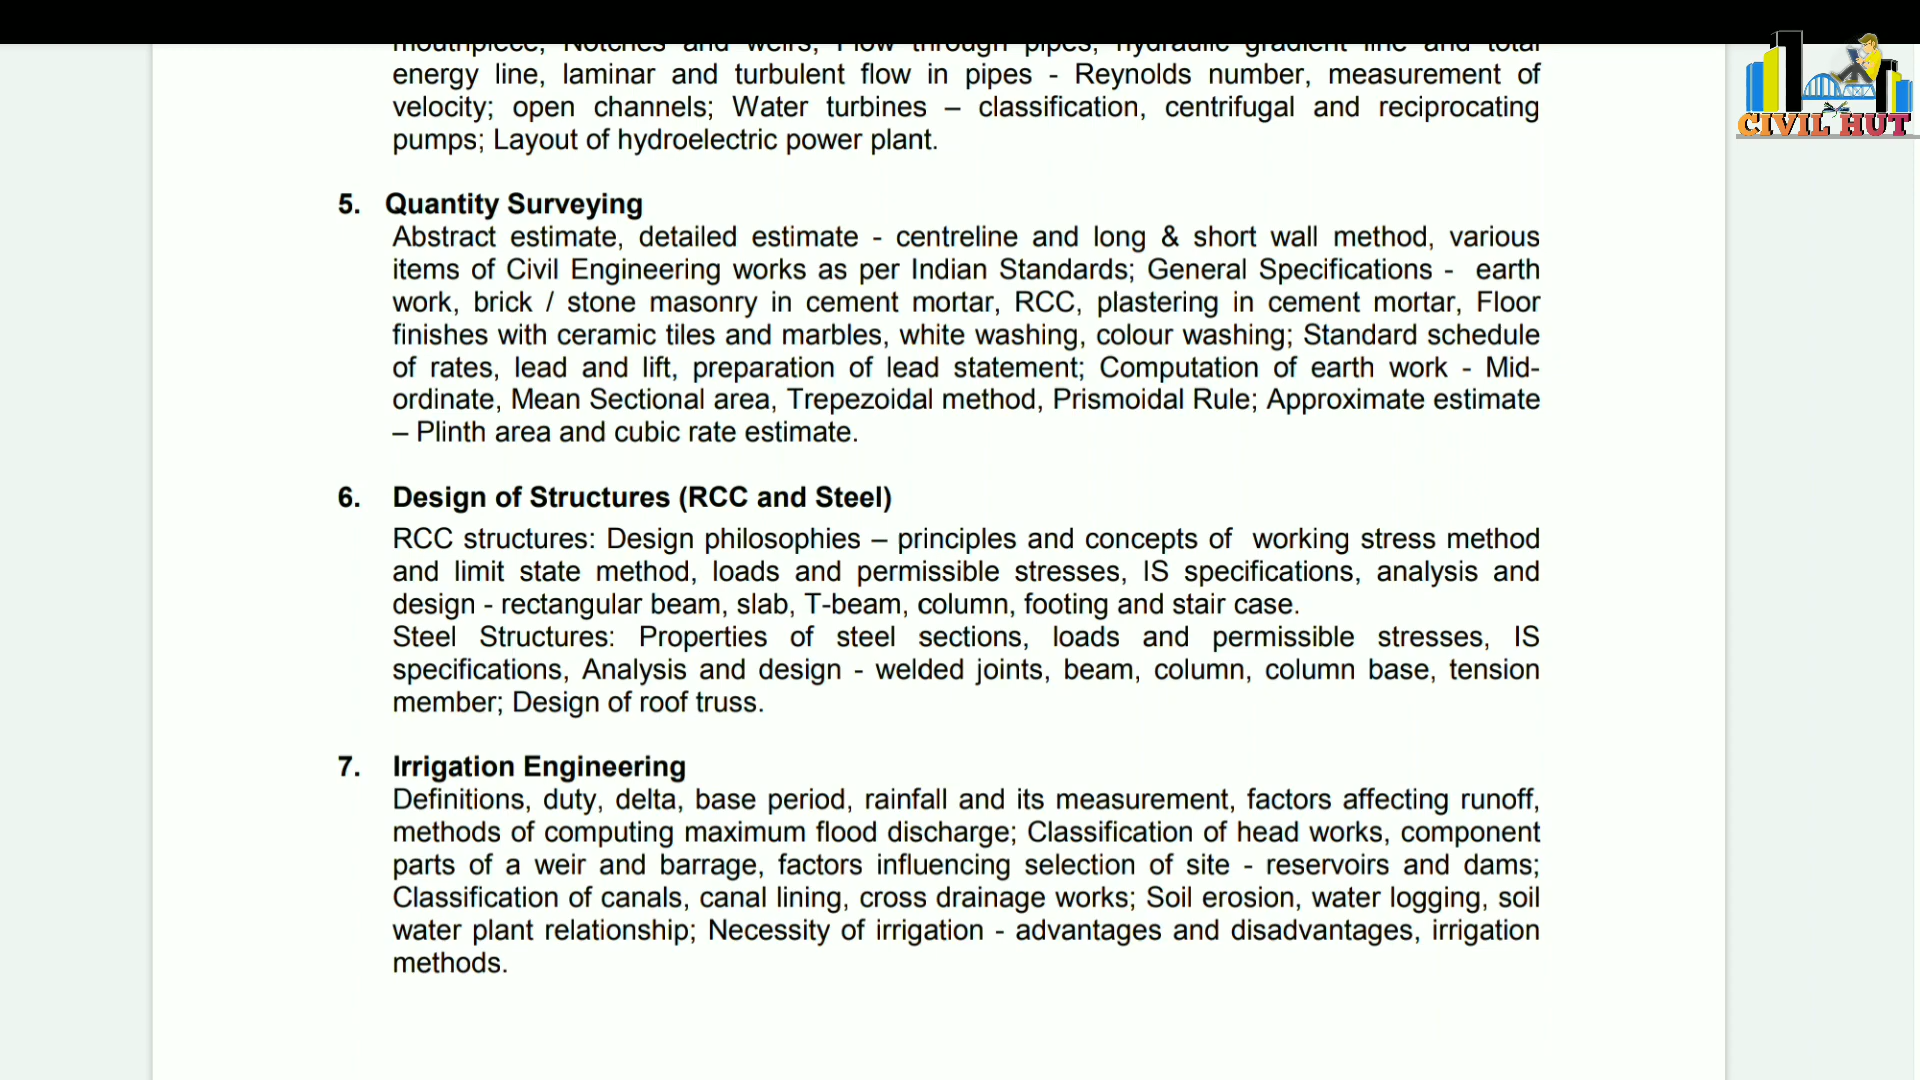 mouthpiece, Notches and weirs; Flow through pipes, hydraulic gradient line and total
energy line, laminar and turbulent flow in pipes - Reynolds number, measurement of
velocity; open channels; Water turbines – classification, centrifugal and reciprocating
pumps; Layout of hydroelectric power plant.
CIVIL HUT
5. Quantity Surveying
Abstract estimate, detailed estimate - centreline and long & short wall method, various
items of Civil Engineering works as per Indian Standards; General Specifications - earth
work, brick / stone masonry in cement mortar, RCC, plastering in cement mortar, Floor
finishes with ceramic tiles and marbles, white washing, colour washing; Standard schedule
of rates, lead and lift, preparation of lead statement; Computation of earth work - Mid-
ordinate, Mean Sectional area, Trepezoidal method, Prismoidal Rule; Approximate estimate
– Plinth area and cubic rate estimate.
6. Design of Structures (RCC and Steel)
RCC structures: Design philosophies – principles and concepts of working stress method
and limit state method, loads and permissible stresses, IS specifications, analysis and
design - rectangular beam, slab, T-beam, column, footing and stair case.
Steel Structures: Properties of steel sections, loads and permissible stresses, IS
specifications, Analysis and design - welded joints, beam, column, column base, tension
member; Design of roof truss.
7. Irrigation Engineering
Definitions, duty, delta, base period, rainfall and its measurement, factors affecting runoff,
methods of computing maximum flood discharge; Classification of head works, component
parts of a weir and barrage, factors influencing selection of site - reservoirs and dams;
Classification of canals, canal lining, cross drainage works; Soil erosion, water logging, soil
water plant relationship; Necessity of irrigation - advantages and disadvantages, irrigation
methods.